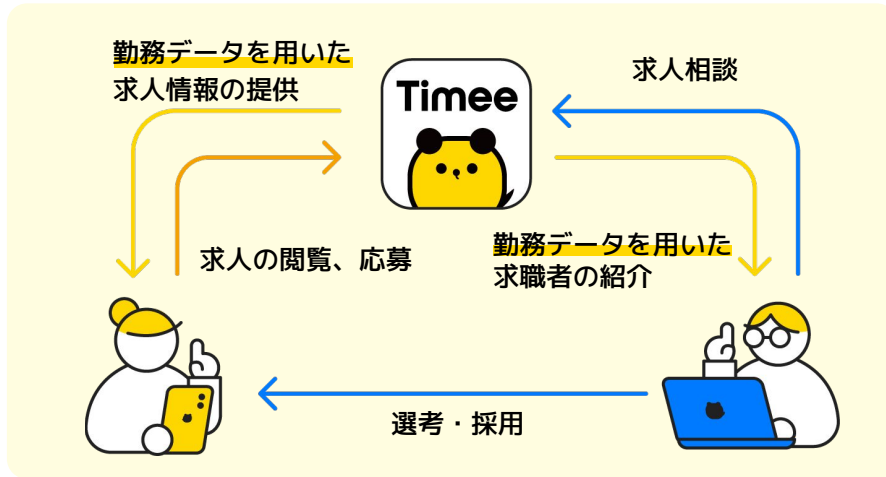 勤務データを用いた
求人情報の提供
Timee
求人相談
求人の閲覧、応募
勤務データを用いた
求職者の紹介
選考・採用